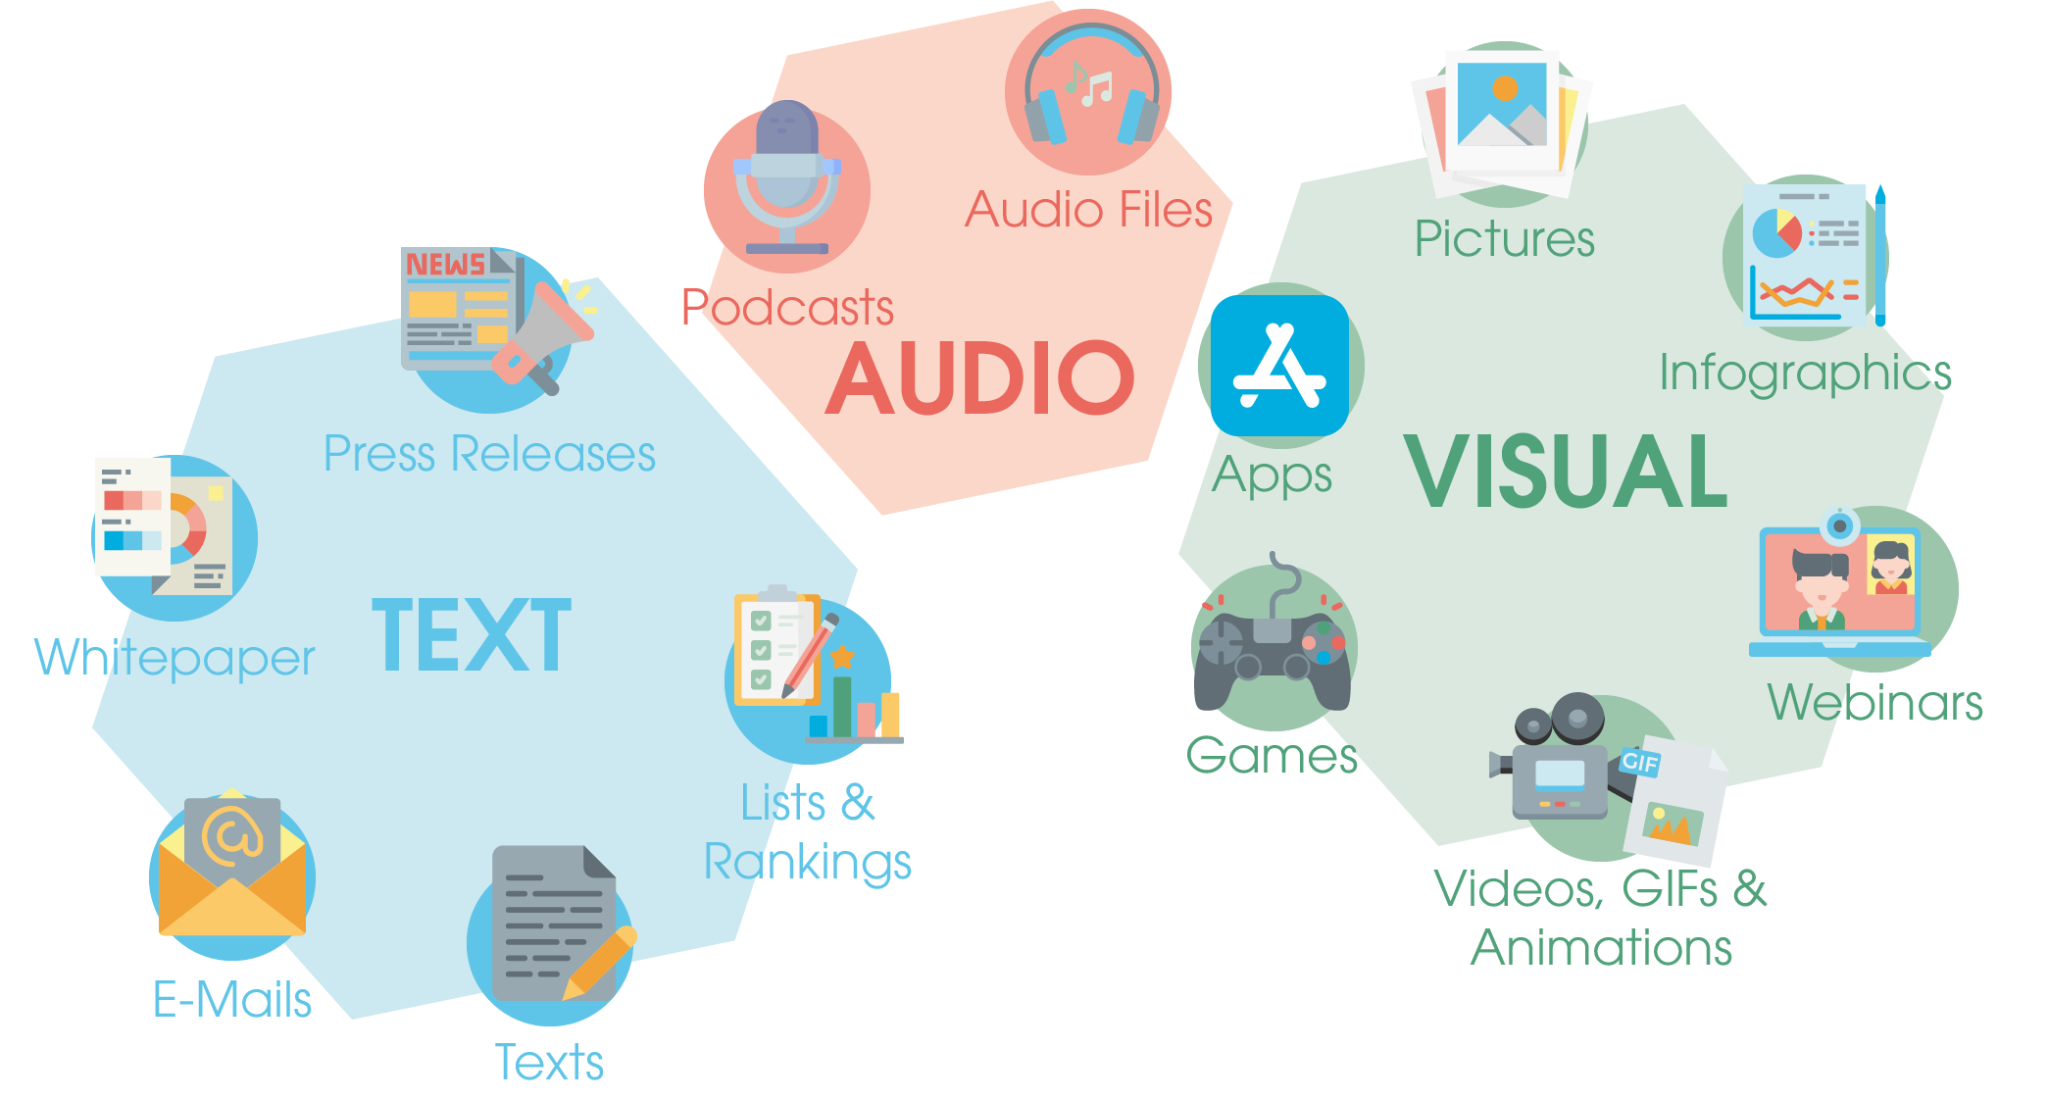 Audio Files
Podcasts
AUDIO
NEWS
Press Releases
Whitepaper
TEXT
Lists &
Rankings
E-Mails
Texts
Pictures
Infographics
Apps
VISUAL
Webinars
Games
GIF
Videos, GIFs &
Animations